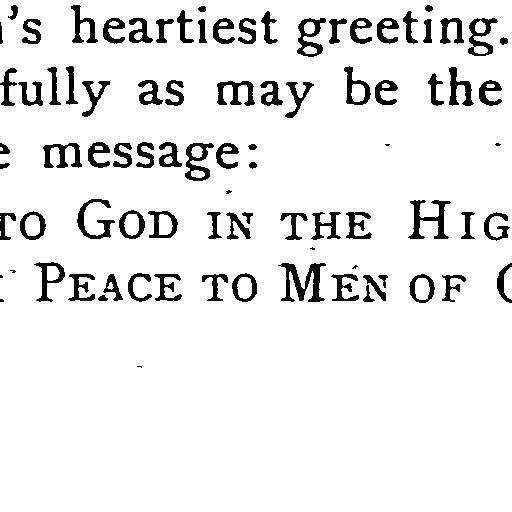 's heartiest greeting.
fully as may be the
message:
TO GOD IN THE HIG
PEACE TO MEN OF